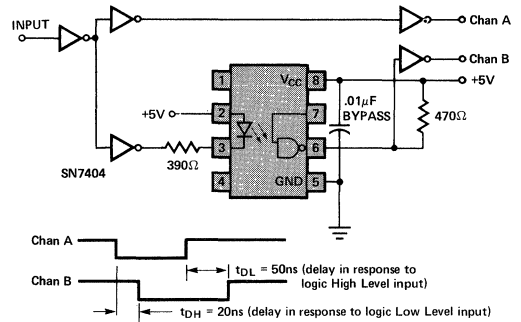 INPUT
Chan A
Chan B
+5V
1
VCC
8
.01μF
BYPASS
470Ω
+5V
2
7
3
6
390Ω
SN7404
4
GND
5
Chan A
tDL = 50ns (delay in response to
logic High Level input)
Chan B
tDH = 20ns (delay in response to logic Low Level input)